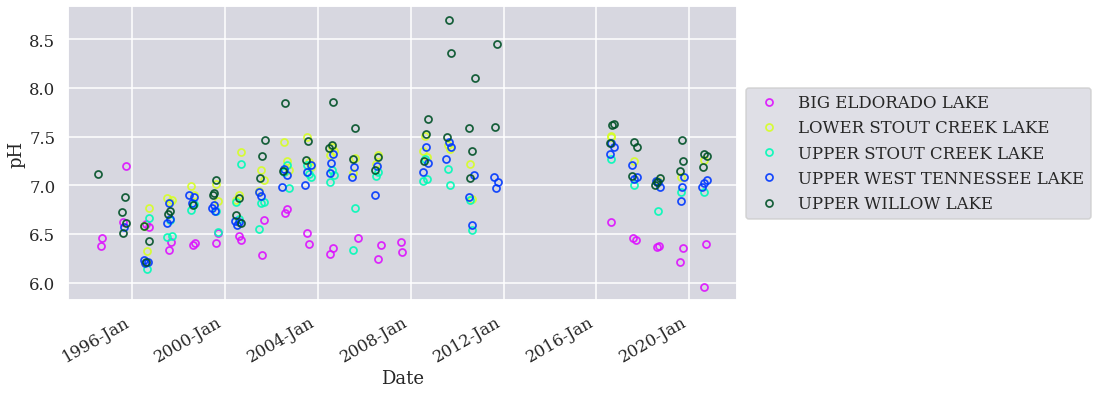 8.5
8.0
7.5
7.0
6.5
6.0
pH
1996-Jan
2000-Jan
2004-Jan
2008-Jan
2012-Jan
2016-Jan
2020-Jan
Date
BIG ELDORADO LAKE
LOWER STOUT CREEK LAKE
UPPER STOUT CREEK LAKE
UPPER WEST TENNESSEE LAKE
UPPER WILLOW LAKE